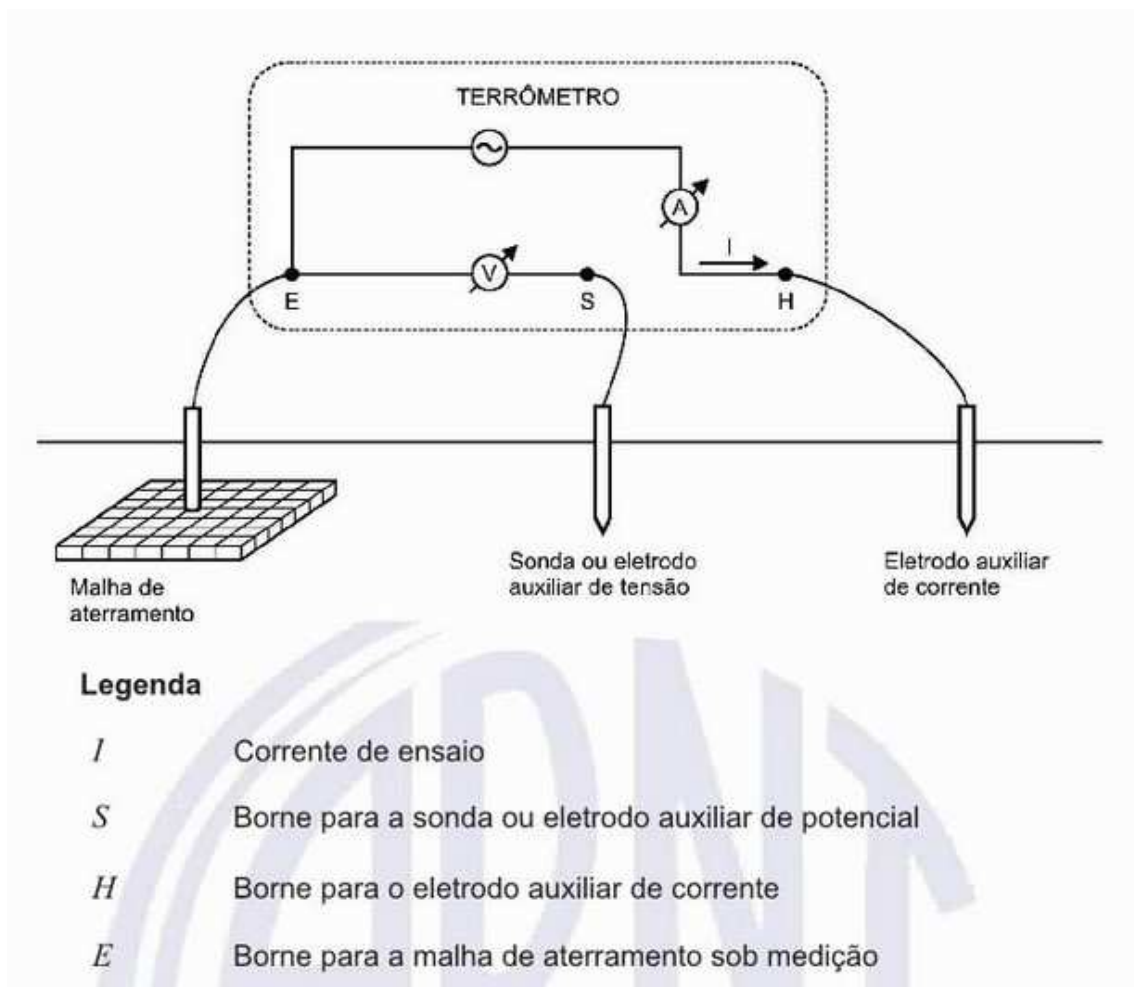 TERRÔMETRO
A
I
V
E
S
H
Malha de
aterramento
Sonda ou eletrodo
auxiliar de tensão
Eletrodo auxiliar
de corrente
Legenda
I Corrente de ensaio
S Borne para a sonda ou eletrodo auxiliar de potencial
H Borne para o eletrodo auxiliar de corrente
E Borne para a malha de aterramento sob medição
ABNT